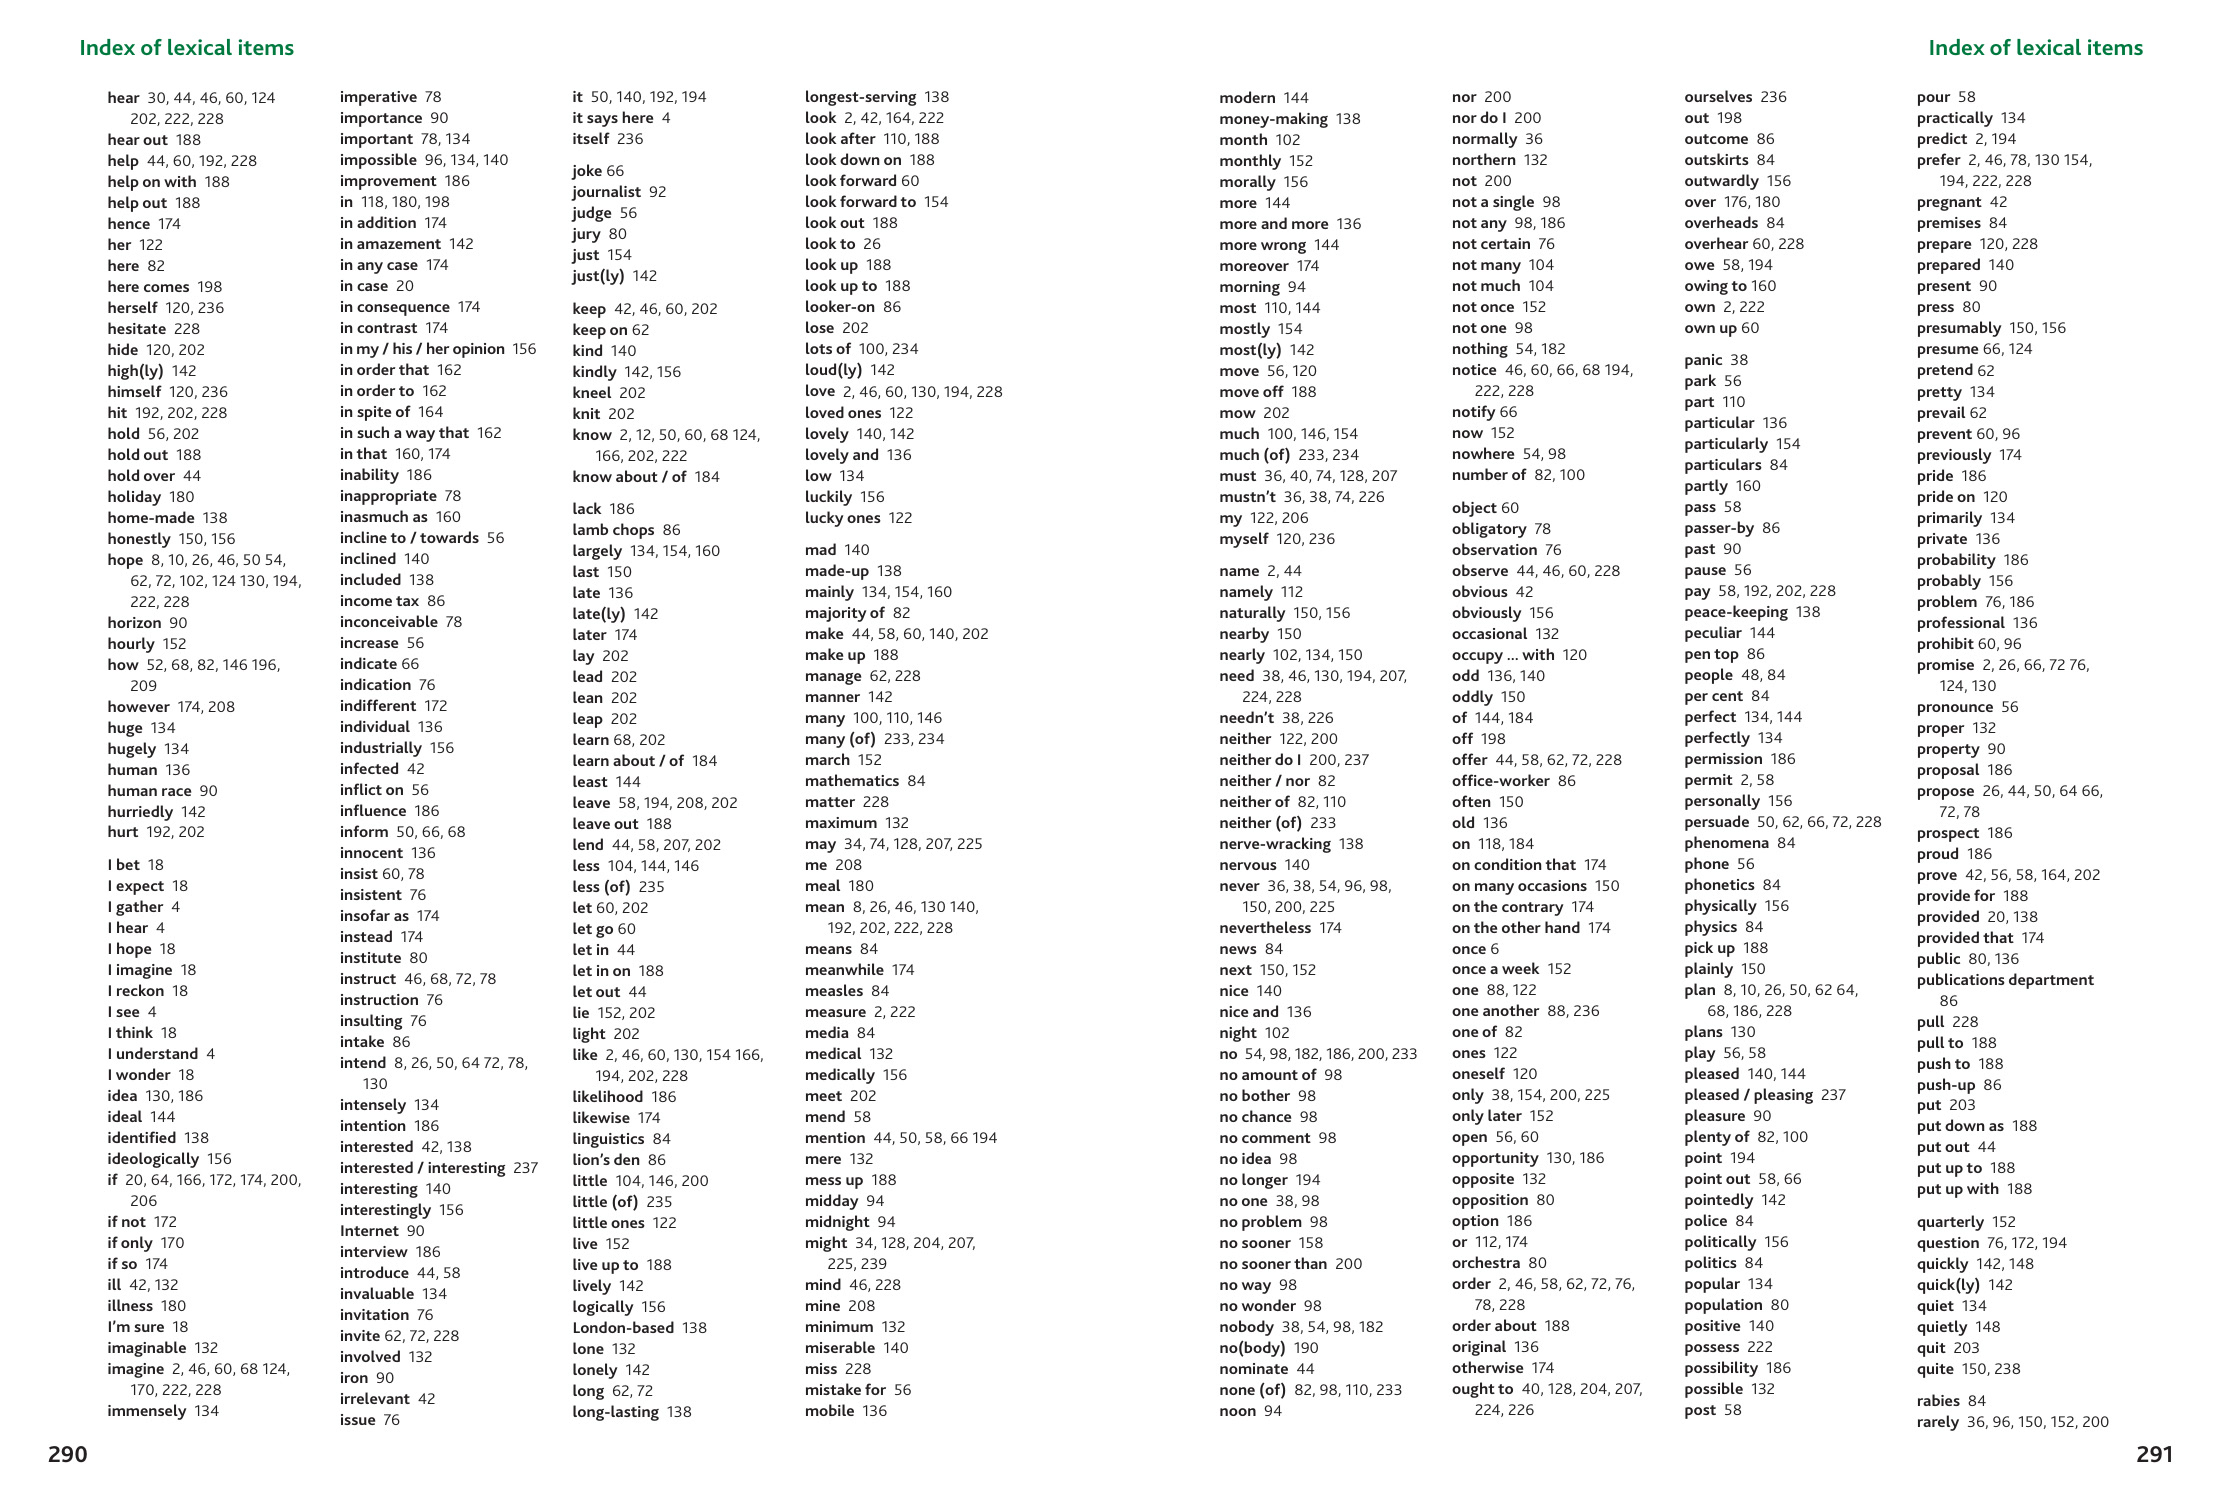 Index of lexical items
hear 30, 44, 46, 60, 124
202, 222, 228
hear out 188
help 44, 60, 192, 228
help on with 188
help out 188
hence 174
her 122
here 82
here comes 198
herself 120, 236
hesitate 228
hide 120, 202
high(ly) 142
himself 120, 236
hit 192, 202, 228
hold 56, 202
hold out 188
hold over 44
holiday 180
home-made 138
honestly 150, 156
hope 8, 10, 26, 46, 50 54,
62, 72, 102, 124 130, 194,
222, 228
horizon 90
hourly 152
how 52, 68, 82, 146 196,
209
however 174, 208
huge 134
hugely 134
human 136
human race 90
hurriedly 142
hurt 192, 202
I bet 18
I expect 18
I gather 4
I hear 4
I hope 18
I imagine 18
I reckon 18
I see 4
I think 18
I understand 4
I wonder 18
idea 130, 186
ideal 144
identified 138
ideologically 156
if 20, 64, 166, 172, 174, 200,
206
if not 172
if only 170
if so 174
ill 42, 132
illness 180
I'm sure 18
imaginable 132
imagine 2, 46, 60, 68 124,
170, 222, 228
immensely 134
imperative 78
importance 90
important 78, 134
impossible 96, 134, 140
improvement 186
in 118, 180, 198
in addition 174
in amazement 142
in any case 174
in case 20
in consequence 174
in contrast 174
in my / his / her opinion 156
in order that 162
in order to 162
in spite of 164
in such a way that 162
in that 160, 174
inability 186
inappropriate 78
inasmuch as 160
incline to / towards 56
inclined 140
included 138
income tax 86
inconceivable 78
increase 56
indicate 66
indication 76
indifferent 172
individual 136
industrially 156
infected 42
inflict on 56
influence 186
inform 50, 66, 68
innocent 136
insist 60, 78
insistent 76
insofar as 174
instead 174
institute 80
instruct 46, 68, 72, 78
instruction 76
insulting 76
intake 86
intend 8, 26, 50, 64 72, 78,
130
intensely 134
intention 186
interested 42, 138
interested / interesting 237
interesting 140
interestingly 156
Internet 90
interview 186
introduce 44, 58
invaluable 134
invitation 76
invite 62, 72, 228
involved 132
iron 90
irrelevant 42
issue 76
it 50, 140, 192, 194
it says here 4
itself 236
joke 66
journalist 92
judge 56
jury 80
just 154
just(ly) 142
keep 42, 46, 60, 202
keep on 62
kind 140
kindly 142, 156
kneel 202
knit 202
know 2, 12, 50, 60, 68 124,
166, 202, 222
know about / of 184
lack 186
lamb chops 86
largely 134, 154, 160
last 150
late 136
late(ly) 142
later 174
lay 202
lead 202
lean 202
leap 202
learn 68, 202
learn about / of 184
least 144
leave 58, 194, 208, 202
leave out 188
lend 44, 58, 207, 202
less 104, 144, 146
less (of) 235
let 60, 202
let go 60
let in 44
let in on 188
let out 44
lie 152, 202
light 202
like 2, 46, 60, 130, 154 166,
194, 202, 228
likelihood 186
likewise 174
linguistics 84
lion's den 86
little 104, 146, 200
little (of) 235
little ones 122
live 152
live up to 188
lively 142
logically 156
London-based 138
lone 132
lonely 142
long 62, 72
long-lasting 138
longest-serving 138
look 2, 42, 164, 222
look after 110, 188
look down on 188
look forward 60
look forward to 154
look out 188
look to 26
look up 188
look up to 188
looker-on 86
lose 202
lots of 100, 234
loud(ly) 142
love 2, 46, 60, 130, 194, 228
loved ones 122
lovely 140, 142
lovely and 136
low 134
luckily 156
lucky ones 122
mad 140
made-up 138
mainly 134, 154, 160
majority of 82
make 44, 58, 60, 140, 202
make up 188
manage 62, 228
manner 142
many 100, 110, 146
many (of) 233, 234
march 152
mathematics 84
matter 228
maximum 132
may 34, 74, 128, 207, 225
me 208
meal 180
mean 8, 26, 46, 130 140,
192, 202, 222, 228
means 84
meanwhile 174
measles 84
measure 2, 222
media 84
medical 132
medically 156
meet 202
mend 58
mention 44, 50, 58, 66 194
mere 132
mess up 188
midday 94
midnight 94
might 34, 128, 204, 207,
225, 239
mind 46, 228
mine 208
minimum 132
miserable 140
miss 228
mistake for 56
mobile 136
290
Index of lexical items
modern 144
money-making 138
month 102
monthly 152
morally 156
more 144
more and more 136
more wrong 144
moreover 174
morning 94
most 110, 144
mostly 154
most(ly) 142
move 56, 120
move off 188
mow 202
much 100, 146, 154
much (of) 233, 234
must 36, 40, 74, 128, 207
mustn't 36, 38, 74, 226
my 122, 206
myself 120, 236
name 2, 44
namely 112
naturally 150, 156
nearby 150
nearly 102, 134, 150
need 38, 46, 130, 194, 207,
224, 228
needn't 38, 226
neither 122, 200
neither do I 200, 237
neither / nor 82
neither of 82, 110
neither (of) 233
nerve-wracking 138
nervous 140
never 36, 38, 54, 96, 98,
150, 200, 225
nevertheless 174
news 84
next 150, 152
nice 140
nice and 136
night 102
no 54, 98, 182, 186, 200, 233
no amount of 98
no bother 98
no chance 98
no comment 98
no idea 98
no longer 194
no one 38, 98
no problem 98
no sooner 158
no sooner than 200
no way 98
no wonder 98
nobody 38, 54, 98, 182
no(body) 190
nominate 44
none (of) 82, 98, 110, 233
noon 94
nor 200
nor do I 200
normally 36
northern 132
not 200
not a single 98
not any 98, 186
not certain 76
not many 104
not much 104
not once 152
not one 98
nothing 54, 182
notice 46, 60, 66, 68 194,
222, 228
notify 66
now 152
nowhere 54, 98
number of 82, 100
object 60
obligatory 78
observation 76
observe 44, 46, 60, 228
obvious 42
obviously 156
occasional 132
occupy ... with 120
odd 136, 140
oddly 150
of 144, 184
off 198
offer 44, 58, 62, 72, 228
office-worker 86
often 150
old 136
on 118, 184
on condition that 174
on many occasions 150
on the contrary 174
on the other hand 174
once 6
once a week 152
one 88, 122
one another 88, 236
one of 82
ones 122
oneself 120
only 38, 154, 200, 225
only later 152
open 56, 60
opportunity 130, 186
opposite 132
opposition 80
option 186
or 112, 174
orchestra 80
order 2, 46, 58, 62, 72, 76,
78, 228
order about 188
original 136
otherwise 174
ought to 40, 128, 204, 207,
224, 226
ourselves 236
out 198
outcome 86
outskirts 84
outwardly 156
over 176, 180
overheads 84
overhear 60, 228
owe 58, 194
owing to 160
own 2, 222
own up 60
panic 38
park 56
part 110
particular 136
particularly 154
particulars 84
partly 160
pass 58
passer-by 86
past 90
pause 56
pay 58, 192, 202, 228
peace-keeping 138
peculiar 144
pen top 86
people 48, 84
per cent 84
perfect 134, 144
perfectly 134
permission 186
permit 2, 58
personally 156
persuade 50, 62, 66, 72, 228
phenomena 84
phone 56
phonetics 84
physically 156
physics 84
pick up 188
plainly 150
plan 8, 10, 26, 50, 62 64,
68, 186, 228
plans 130
play 56, 58
pleased 140, 144
pleased / pleasing 237
pleasure 90
plenty of 82, 100
point 194
point out 58, 66
pointedly 142
police 84
politically 156
politics 84
popular 134
population 80
positive 140
possess 222
possibility 186
possible 132
post 58
pour 58
practically 134
predict 2, 194
prefer 2, 46, 78, 130 154,
194, 222, 228
pregnant 42
premises 84
prepare 120, 228
prepared 140
present 90
press 80
presumably 150, 156
presume 66, 124
pretend 62
pretty 134
prevail 62
prevent 60, 96
previously 174
pride 186
pride on 120
primarily 134
private 136
probability 186
probably 156
problem 76, 186
professional 136
prohibit 60, 96
promise 2, 26, 66, 72 76,
124, 130
pronounce 56
proper 132
property 90
proposal 186
propose 26, 44, 50, 64 66,
72, 78
prospect 186
proud 186
prove 42, 56, 58, 164, 202
provide for 188
provided 20, 138
provided that 174
public 80, 136
publications department
86
pull 228
pull to 188
push to 188
push-up 86
put 203
put down as 188
put out 44
put up to 188
put up with 188
quarterly 152
question 76, 172, 194
quickly 142, 148
quick(ly) 142
quiet 134
quietly 148
quit 203
quite 150, 238
rabies 84
rarely 36, 96, 150, 152, 200
291